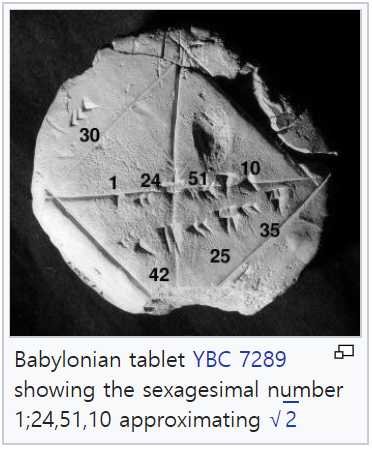 30
1 24 51 10
42 25 35
Babylonian tablet YBC 7289
showing the sexagesimal number
1;24,51,10 approximating √2